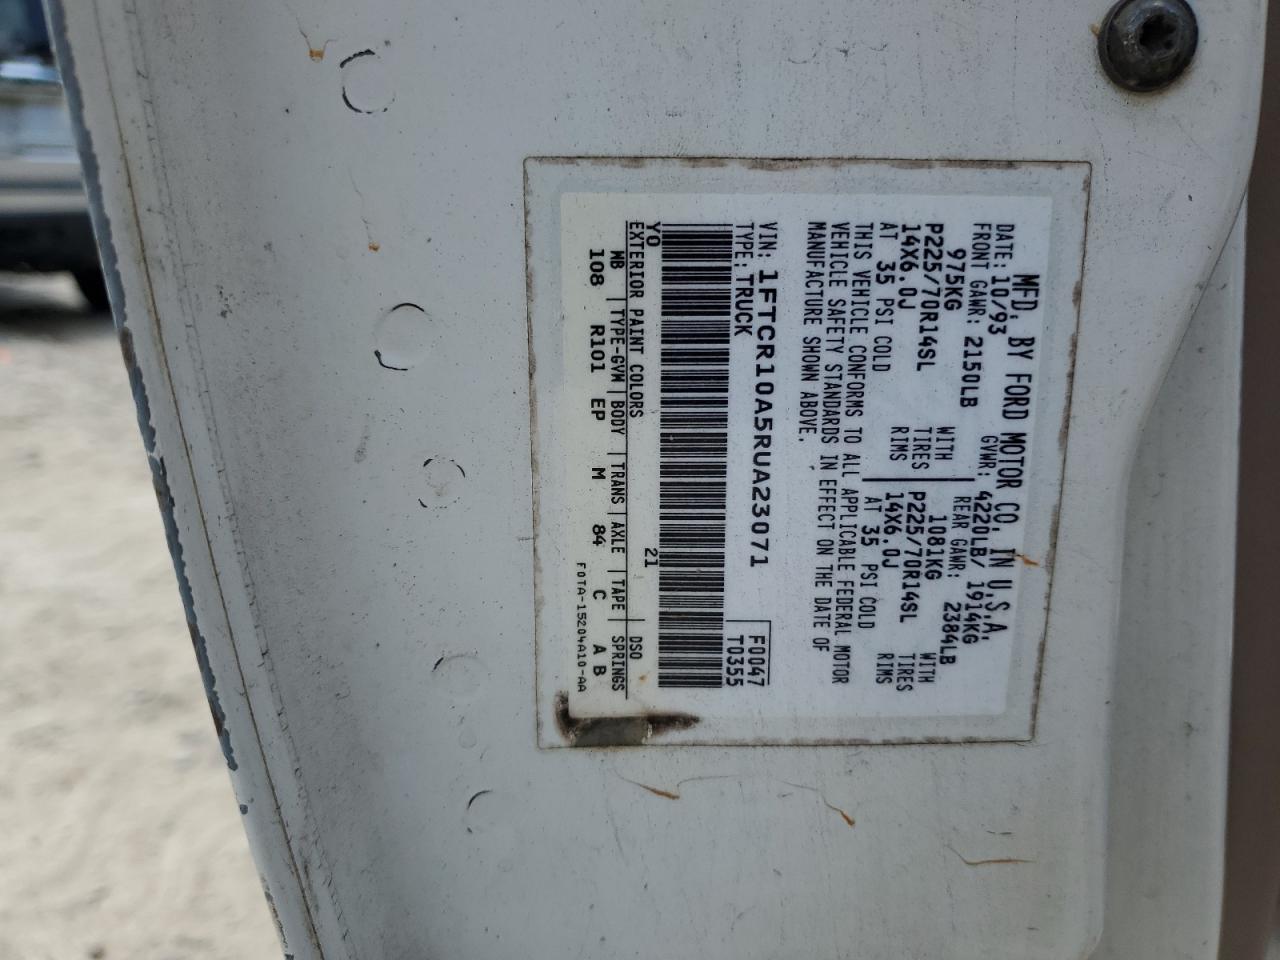 MFD. BY FORD MOTOR CO. IN U.S.A.
DATE: 10/93 GVWR: 4220LB/ 1914KG
FRONT GAWR: 2150LB REAR GAWR: 2384LB
975KG WITH 1081KG WITH
P225/70R14SL TIRES P225/70R14SL TIRES
14X6.0J RIMS 14X6.0J RIMS
AT 35 PSI COLD AT 35 PSI COLD
THIS VEHICLE CONFORMS TO ALL APPLICABLE FEDERAL MOTOR
VEHICLE SAFETY STANDARDS IN EFFECT ON THE DATE OF
MANUFACTURE SHOWN ABOVE.
VIN: 1FTCR10A5RUA23071 F0047
TYPE: TRUCK T0355
YO 21
EXTERIOR PAINT COLORS DSO
WB TYPE-GVW BODY TRANS AXLE TAPE SPRINGS
108 R101 EP M 84 C A B
F0TA-15204A10-AA